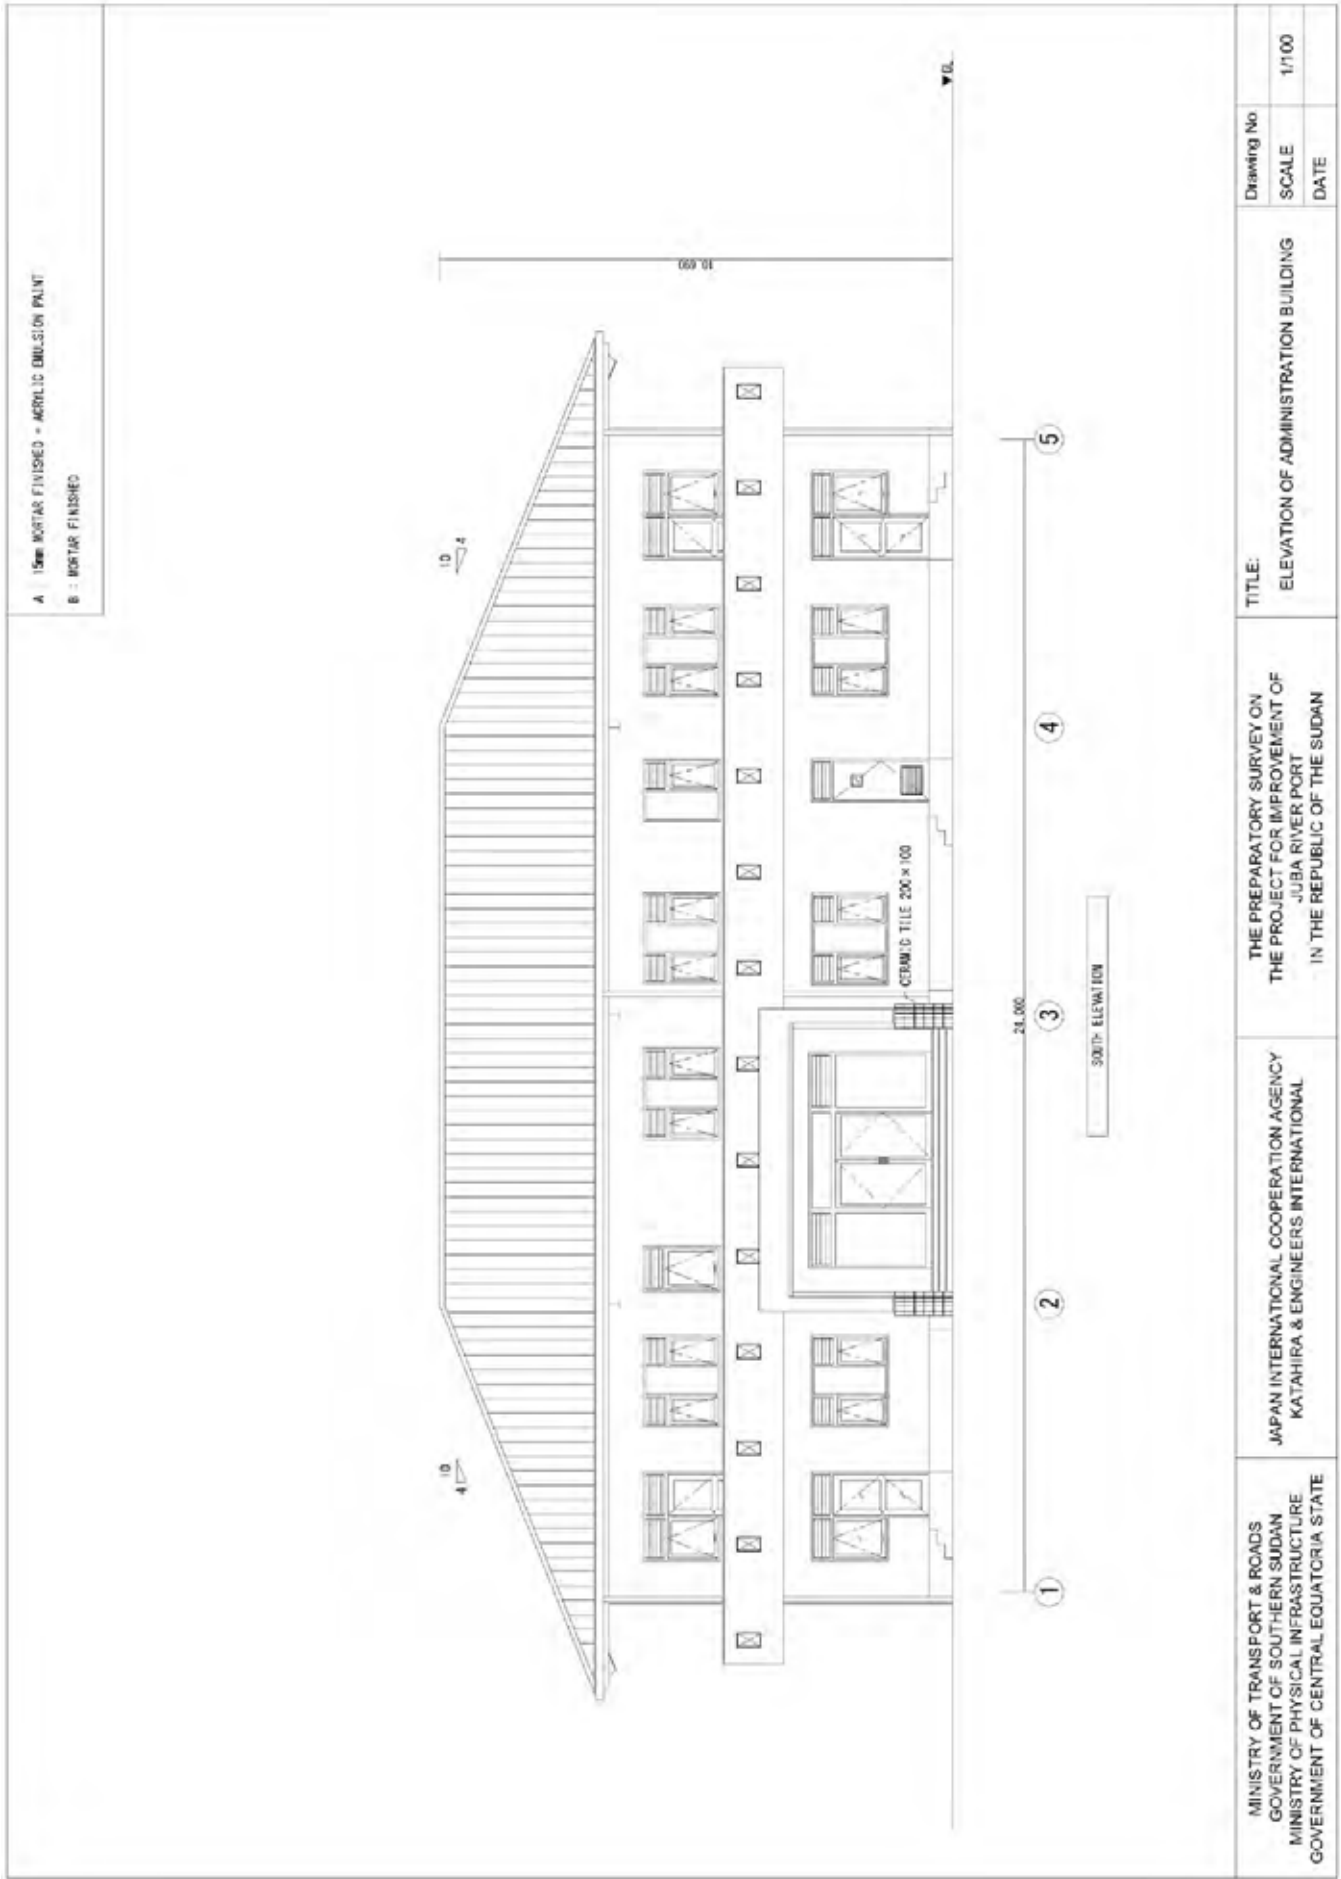 A : 15mm MORTAR FINISHED + ACRYLIC EMULSION PAINT
B : MORTAR FINISHED
10
4
10
4
10.690
▼GL
CERAMIC TILE 200×100
24.000
1
2
3
4
5
SOUTH ELEVATION
MINISTRY OF TRANSPORT & ROADS
GOVERNMENT OF SOUTHERN SUDAN
MINISTRY OF PHYSICAL INFRASTRUCTURE
GOVERNMENT OF CENTRAL EQUATORIA STATE
JAPAN INTERNATIONAL COOPERATION AGENCY
KATAHIRA & ENGINEERS INTERNATIONAL
THE PREPARATORY SURVEY ON
THE PROJECT FOR IMPROVEMENT OF
JUBA RIVER PORT
IN THE REPUBLIC OF THE SUDAN
TITLE:
ELEVATION OF ADMINISTRATION BUILDING
Drawing No
SCALE 1/100
DATE